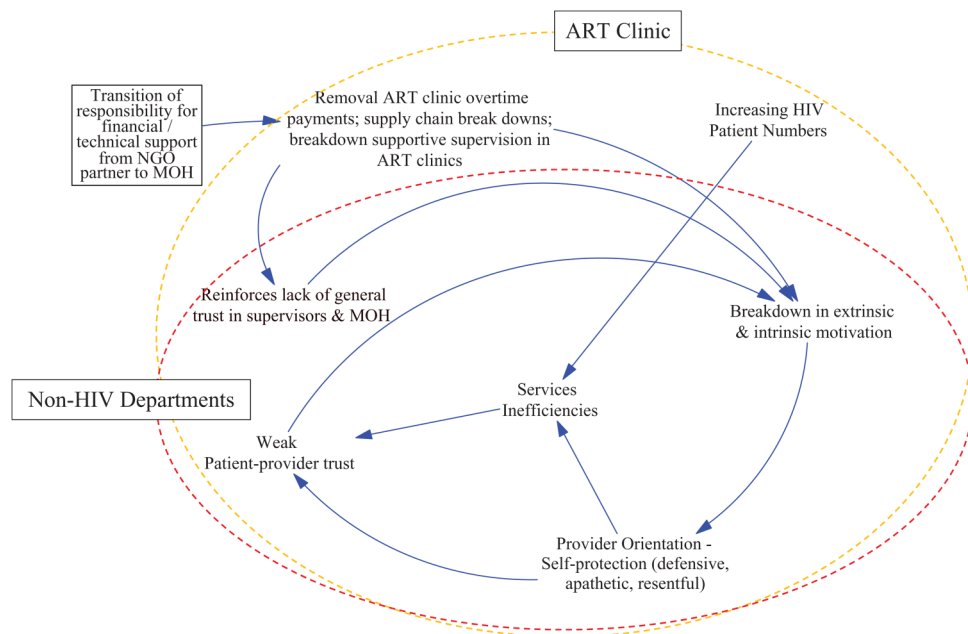 ART Clinic
Transition of
responsibility for
financial /
technical support
from NGO
partner to MOH
Removal ART clinic overtime
payments; supply chain break downs;
breakdown supportive supervision in
ART clinics
Increasing HIV
Patient Numbers
Reinforces lack of general
trust in supervisors & MOH
Breakdown in extrinsic
& intrinsic motivation
Non-HIV Departments
Services
Inefficiencies
Weak
Patient-provider trust
Provider Orientation -
Self-protection (defensive,
apathetic, resentful)